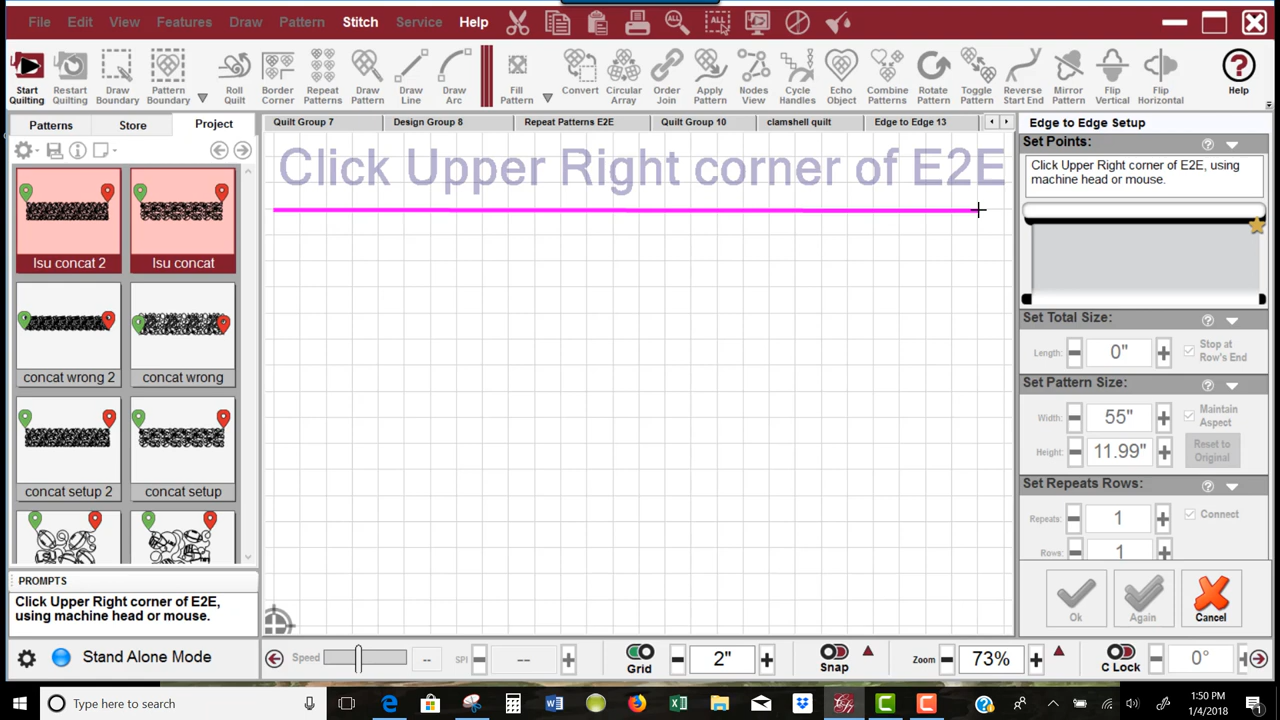 File Edit View Features Draw Pattern Stitch Service Help
ALL ALL
Start Quilting
Restart Quilting
Draw Boundary
Pattern Boundary
Roll Quilt
Border Corner
Repeat Patterns
Draw Pattern
Draw Line
Draw Arc
Fill Pattern
Convert
Circular Array
Order Join
Apply Pattern
Nodes View
Cycle Handles
Echo Object
Combine Patterns
Rotate Pattern
Toggle Pattern
Reverse Start End
Mirror Pattern
Flip Vertical
Flip Horizontal
Help
Patterns Store Project
Quilt Group 7 Design Group 8 Repeat Patterns E2E Quilt Group 10 clamshell quilt Edge to Edge 13
Click Upper Right corner of E2E
lsu concat 2 lsu concat
concat wrong 2 concat wrong
concat setup 2 concat setup
PROMPTS
Click Upper Right corner of E2E,
using machine head or mouse.
Stand Alone Mode
Edge to Edge Setup
Set Points:
Click Upper Right corner of E2E, using
machine head or mouse.
Set Total Size:
Length: 0" Stop at
Row's End
Set Pattern Size:
Width: 55" Maintain
Aspect
Height: 11.99" Reset to
Original
Set Repeats Rows:
Repeats: 1 Connect
Rows: 1
Ok Again Cancel
Speed -- SPI -- Grid 2" Snap Zoom 73% C Lock 0°
Type here to search
1:50 PM
1/4/2018